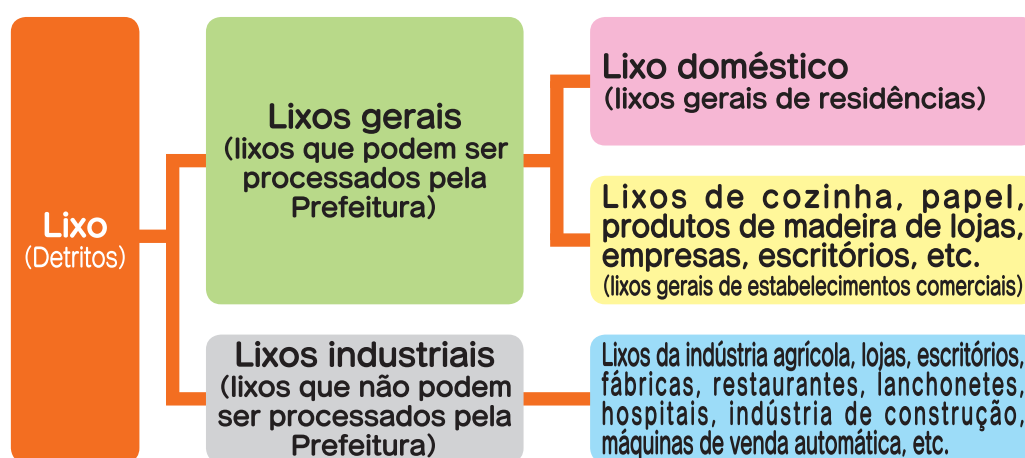 Lixo
(Detritos)
Lixos gerais
(lixos que podem ser
processados pela
Prefeitura)
Lixo doméstico
(lixos gerais de residências)
Lixos de cozinha, papel,
produtos de madeira de lojas,
empresas, escritórios, etc.
(lixos gerais de estabelecimentos comerciais)
Lixos industriais
(lixos que não podem
ser processados pela
Prefeitura)
Lixos da indústria agrícola, lojas, escritórios,
fábricas, restaurantes, lanchonetes,
hospitais, indústria de construção,
máquinas de venda automática, etc.